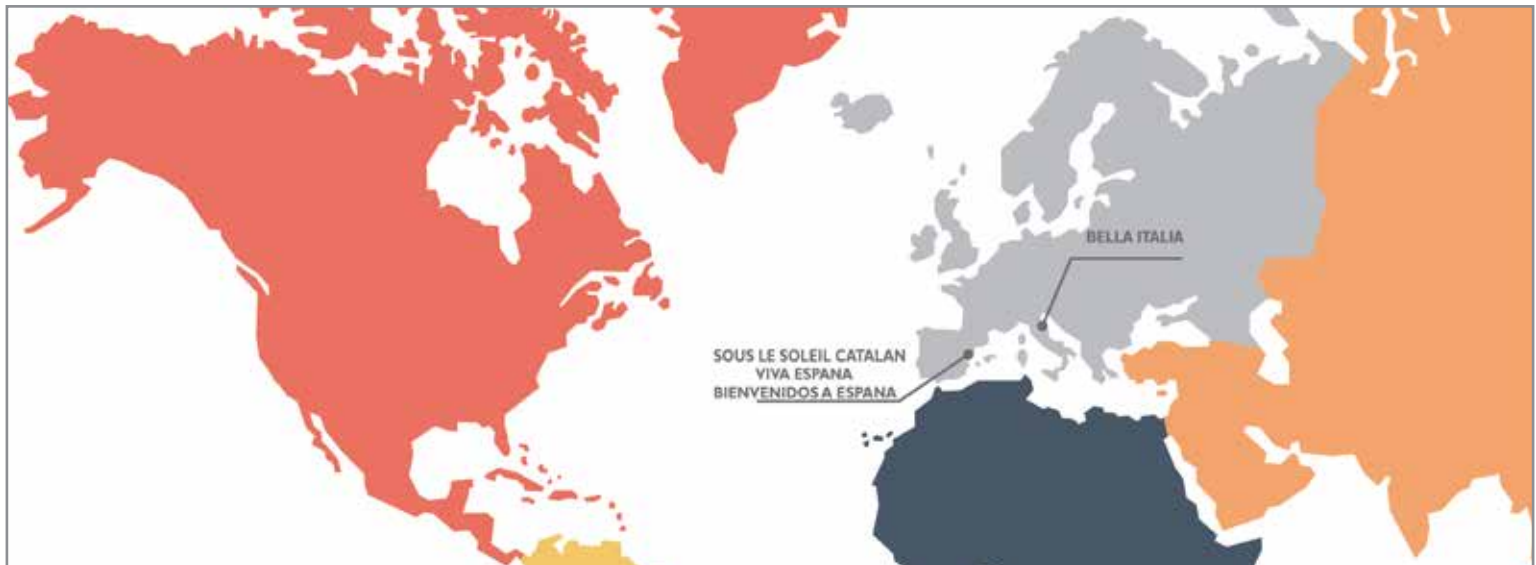 BELLA ITALIA
SOUS LE SOLEIL CATALAN
VIVA ESPANA
BIENVENIDOS A ESPANA